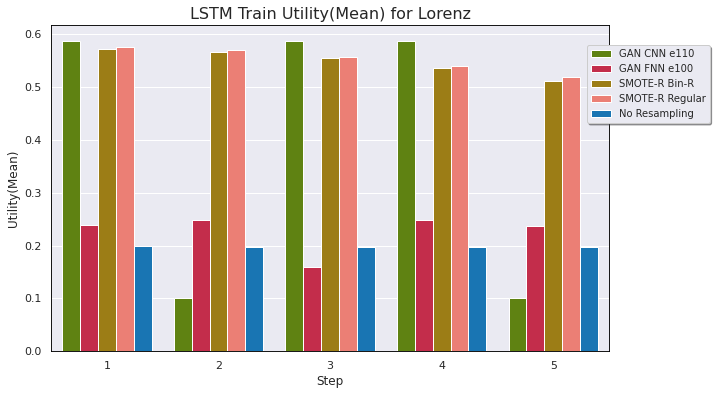 LSTM Train Utility(Mean) for Lorenz
0.6
0.5
0.4
0.3
0.2
0.1
0.0
Utility(Mean)
1 2 3 4 5
Step
GAN CNN e110
GAN FNN e100
SMOTE-R Bin-R
SMOTE-R Regular
No Resampling